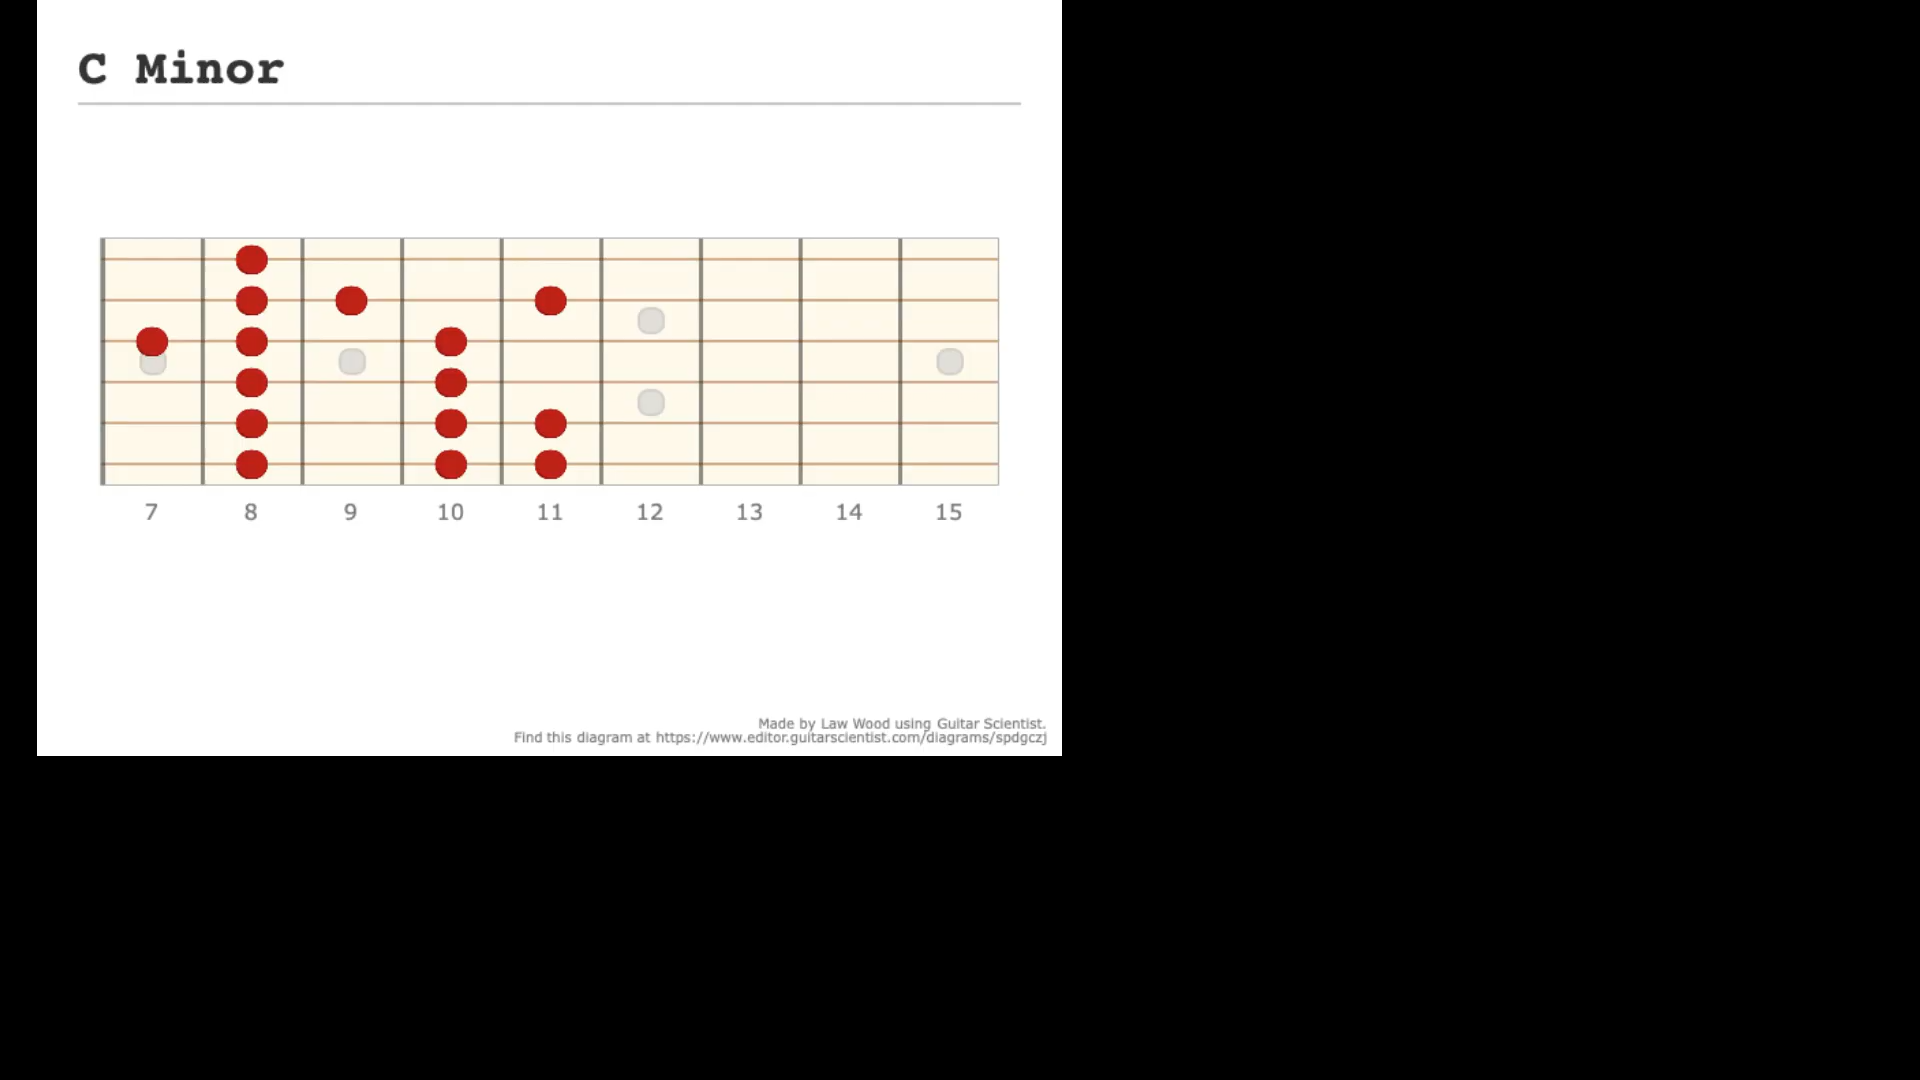 C Minor
7 8 9 10 11 12 13 14 15
Made by Law Wood using Guitar Scientist.
Find this diagram at https://www.editor.guitarscientist.com/diagrams/spdgczj